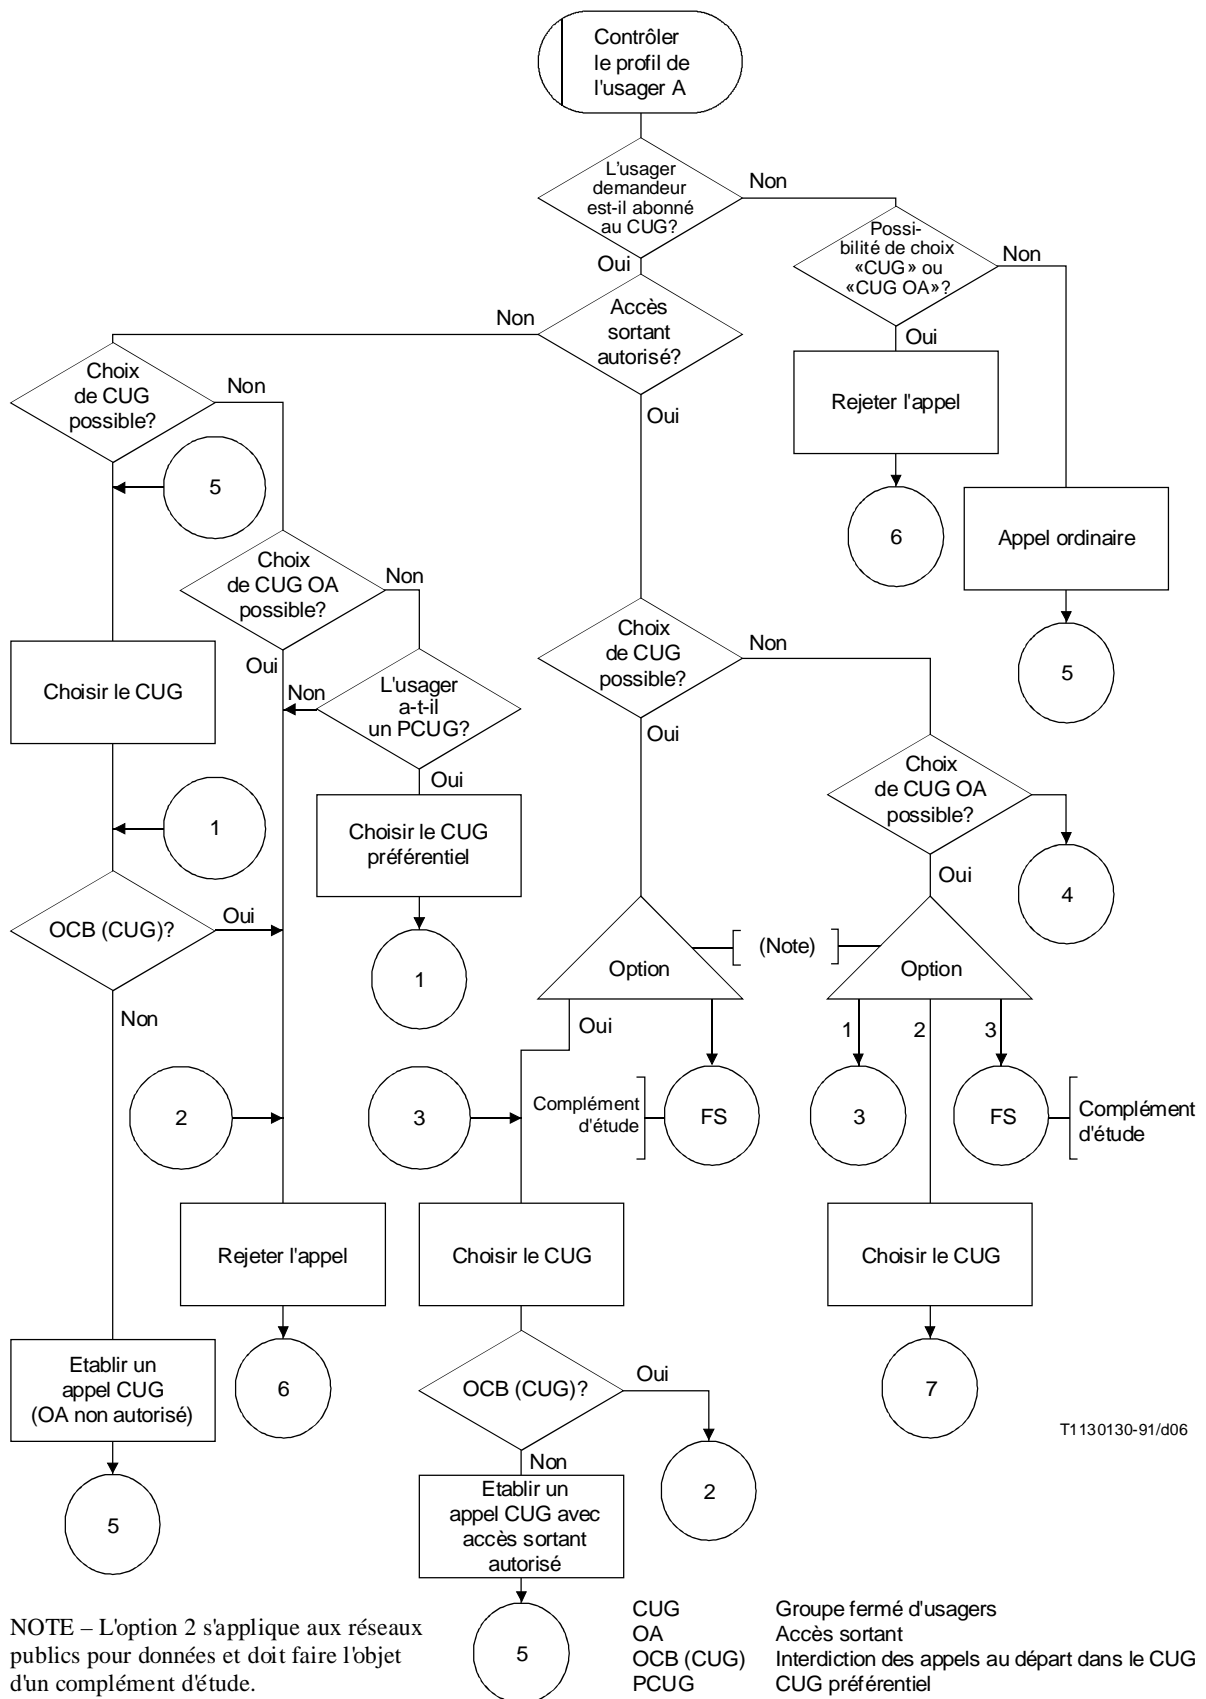 Contrôler
le profil de
l'usager A
L'usager
demandeur
est-il abonné
au CUG?
Non
Oui
Possi-
bilité de choix
«CUG» ou
«CUG OA»?
Non
Oui
Accès
sortant
autorisé?
Non
Oui
Rejeter l'appel
6
Appel ordinaire
5
Choix
de CUG
possible?
Non
5
Choix
de CUG OA
possible?
Non
Oui
Choisir le CUG
L'usager
a-t-il
un PCUG?
Non
Oui
Choisir le CUG
préférentiel
1
1
OCB (CUG)?
Oui
Non
2
Rejeter l'appel
6
Etablir un
appel CUG
(OA non autorisé)
5
Choix
de CUG
possible?
Non
Oui
Choix
de CUG OA
possible?
Oui
4
Option
(Note)
Option
Oui
1
2
3
3
Complément
d'étude
FS
3
FS
Complément
d'étude
Choisir le CUG
Choisir le CUG
OCB (CUG)?
Oui
Non
2
7
Etablir un
appel CUG avec
accès sortant
autorisé
5
T1130130-91/d06
NOTE – L'option 2 s'applique aux réseaux
publics pour données et doit faire l'objet
d'un complément d'étude.
CUG Groupe fermé d'usagers
OA Accès sortant
OCB (CUG) Interdiction des appels au départ dans le CUG
PCUG CUG préférentiel